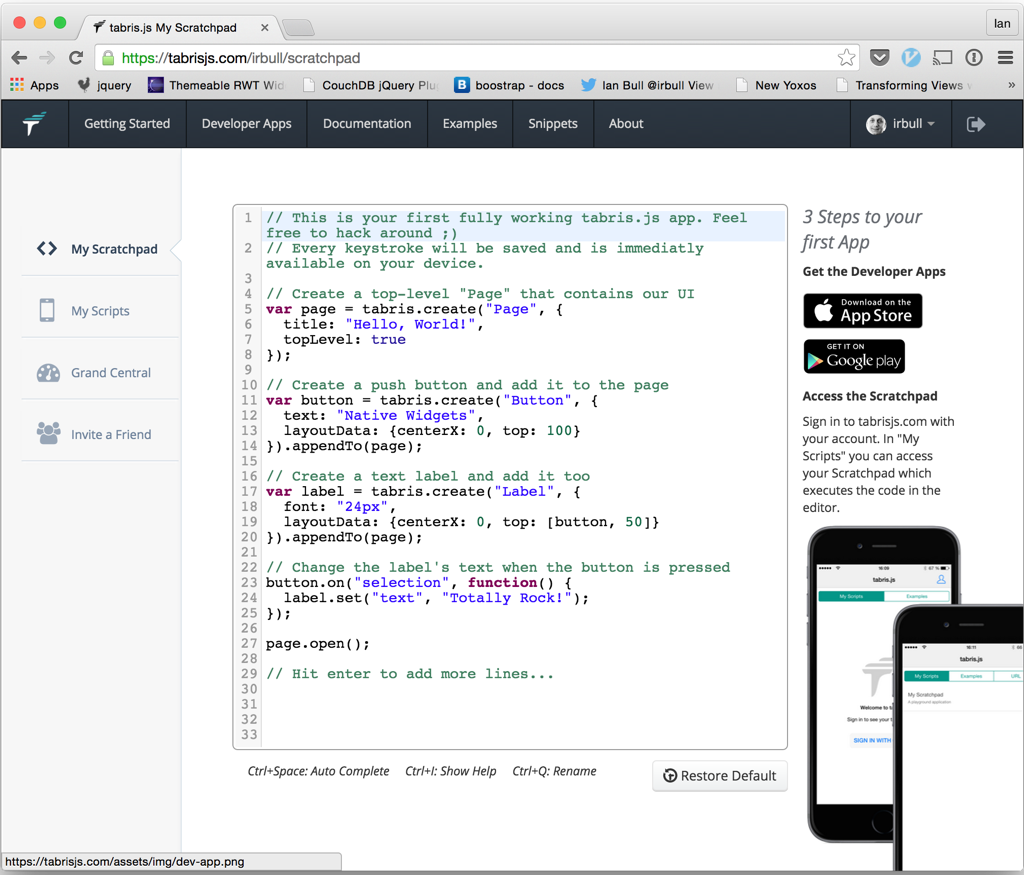 tabris.js My Scratchpad
Ian
https://tabrisjs.com/irbull/scratchpad
Apps
jquery
Themeable RWT Wid
CouchDB jQuery Plu
boostrap - docs
Ian Bull @irbull View
New Yoxos
Transforming Views v
»
Getting Started
Developer Apps
Documentation
Examples
Snippets
About
irbull
My Scratchpad
My Scripts
Grand Central
Invite a Friend
1 // This is your first fully working tabris.js app. Feel
free to hack around ;)
2 // Every keystroke will be saved and is immediatly
available on your device.
3
4 // Create a top-level "Page" that contains our UI
5 var page = tabris.create("Page", {
6   title: "Hello, World!",
7   topLevel: true
8 });
9
10 // Create a push button and add it to the page
11 var button = tabris.create("Button", {
12   text: "Native Widgets",
13   layoutData: {centerX: 0, top: 100}
14 }).appendTo(page);
15
16 // Create a text label and add it too
17 var label = tabris.create("Label", {
18   font: "24px",
19   layoutData: {centerX: 0, top: [button, 50]}
20 }).appendTo(page);
21
22 // Change the label's text when the button is pressed
23 button.on("selection", function() {
24   label.set("text", "Totally Rock!");
25 });
26
27 page.open();
28
29 // Hit enter to add more lines...
30
31
32
33
Ctrl+Space: Auto Complete
Ctrl+I: Show Help
Ctrl+Q: Rename
Restore Default
3 Steps to your
first App
Get the Developer Apps
Download on the
App Store
GET IT ON
Google play
Access the Scratchpad
Sign in to tabrisjs.com with
your account. In "My
Scripts" you can access
your Scratchpad which
executes the code in the
editor.
tabris.js
My Scripts
Examples
Welcome to t
Sign in to see your t
SIGN IN WITH
tabris.js
My Scripts
Examples
URL
My Scratchpad
A playground application
https://tabrisjs.com/assets/img/dev-app.png